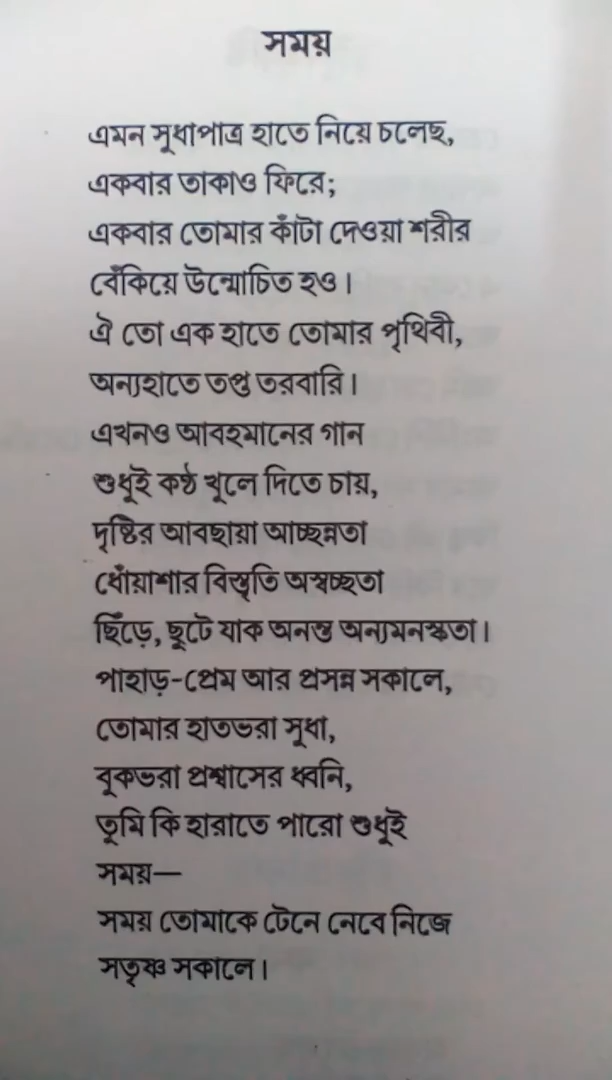 সময়
এমন সুধাপাত্র হাতে নিয়ে চলেছ,
একবার তাকাও ফিরে;
একবার তোমার কাঁটা দেওয়া শরীর
বেঁকিয়ে উন্মোচিত হও।
ঐ তো এক হাতে তোমার পৃথিবী,
অন্যহাতে তপ্ত তরবারি।
এখনও আবহমানের গান
শুধুই কণ্ঠ খুলে দিতে চায়,
দৃষ্টির আবছায়া আচ্ছন্নতা
ধোঁয়াশার বিস্তৃতি অস্বচ্ছতা
ছিঁড়ে, ছুটে যাক অনন্ত অন্যমনস্কতা।
পাহাড়-প্রেম আর প্রসন্ন সকালে,
তোমার হাতভরা সুধা,
বুকভরা প্রশ্বাসের ধ্বনি,
তুমি কি হারাতে পারো শুধুই
সময়—
সময় তোমাকে টেনে নেবে নিজে
সতৃষ্ণ সকালে।